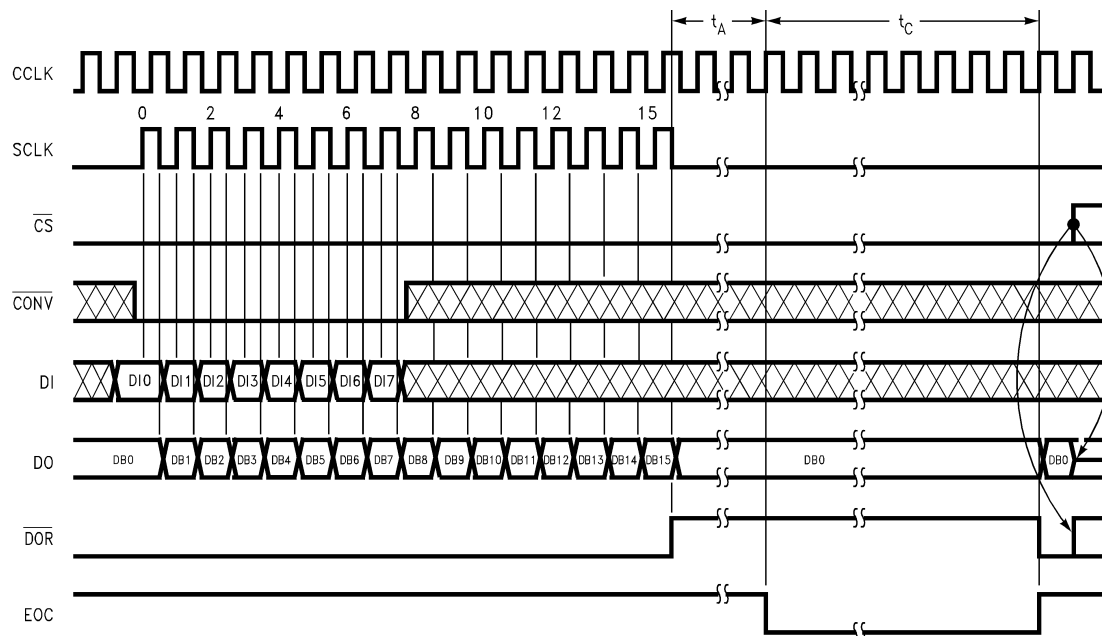 t_A t_C
CCLK
0 2 4 6 8 10 12 15
SCLK
CS
CONV
DI DI0 DI1 DI2 DI3 DI4 DI5 DI6 DI7
DO DB0 DB1 DB2 DB3 DB4 DB5 DB6 DB7 DB8 DB9 DB10 DB11 DB12 DB13 DB14 DB15 DB0 DB0
DOR
EOC